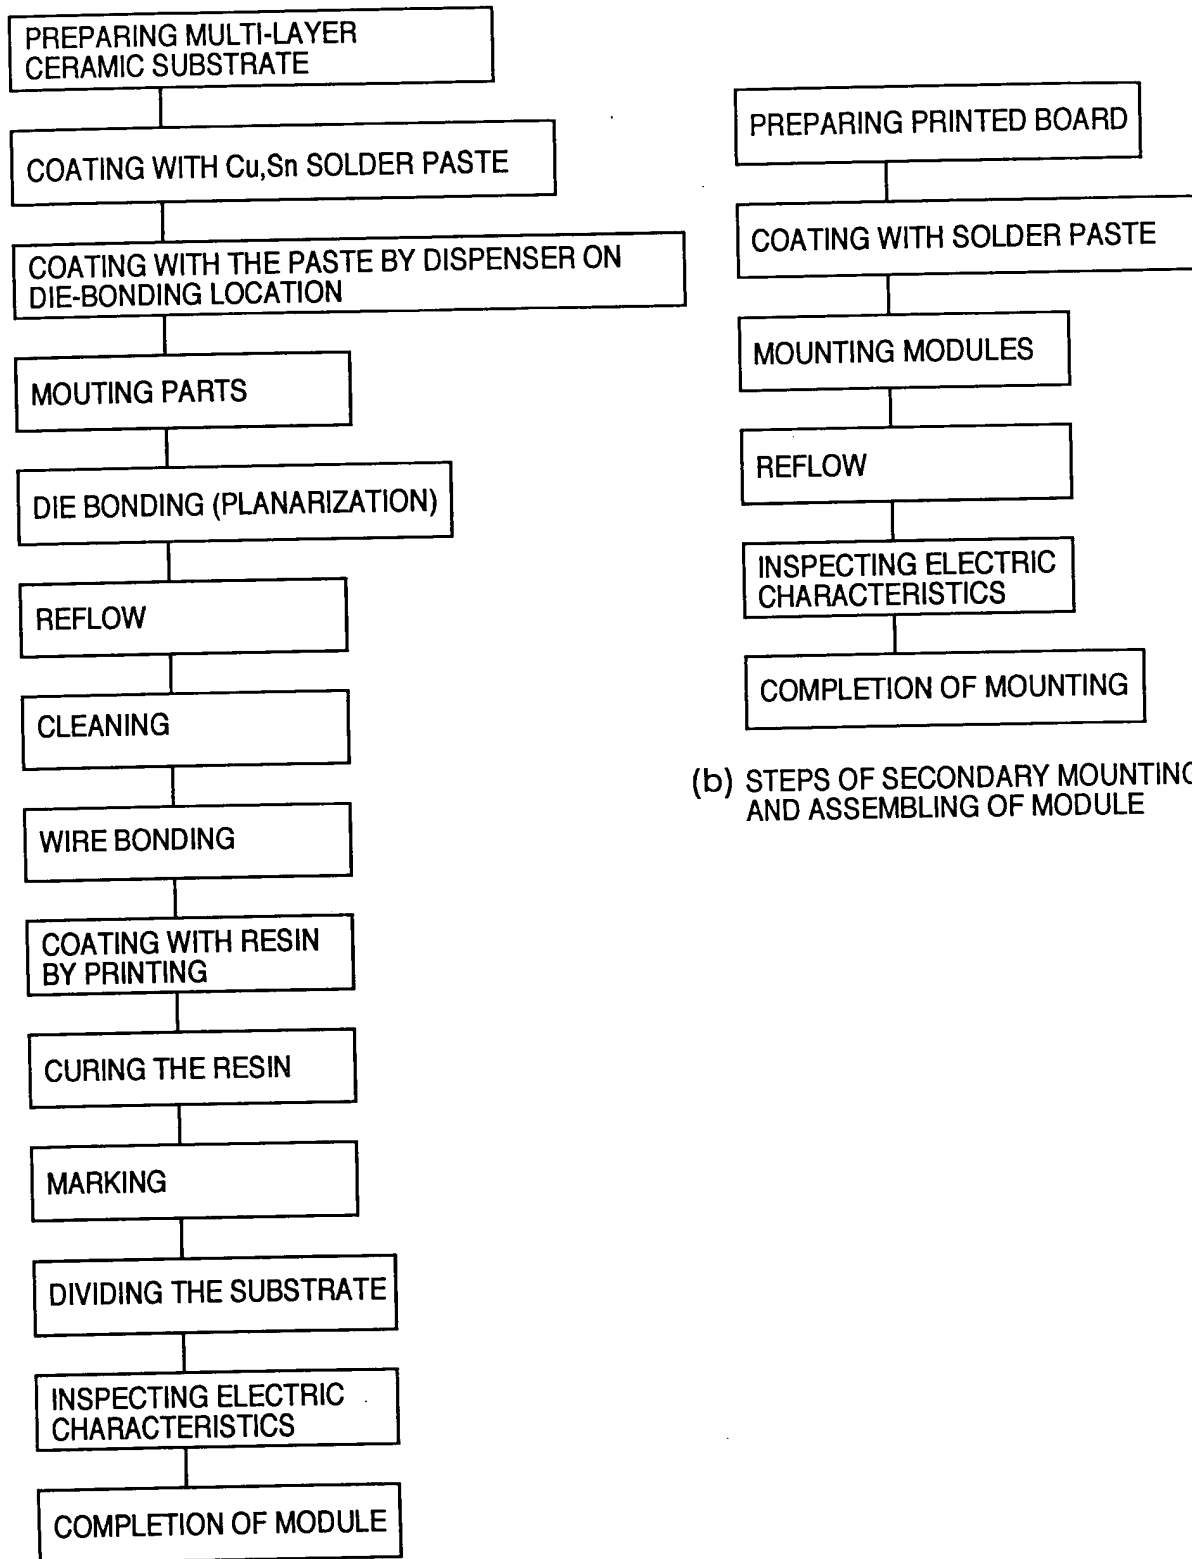 PREPARING MULTI-LAYER
CERAMIC SUBSTRATE
COATING WITH Cu,Sn SOLDER PASTE
COATING WITH THE PASTE BY DISPENSER ON
DIE-BONDING LOCATION
MOUTING PARTS
DIE BONDING (PLANARIZATION)
REFLOW
CLEANING
WIRE BONDING
COATING WITH RESIN
BY PRINTING
CURING THE RESIN
MARKING
DIVIDING THE SUBSTRATE
INSPECTING ELECTRIC
CHARACTERISTICS
COMPLETION OF MODULE
PREPARING PRINTED BOARD
COATING WITH SOLDER PASTE
MOUNTING MODULES
REFLOW
INSPECTING ELECTRIC
CHARACTERISTICS
COMPLETION OF MOUNTING
(b) STEPS OF SECONDARY MOUNTING
AND ASSEMBLING OF MODULE